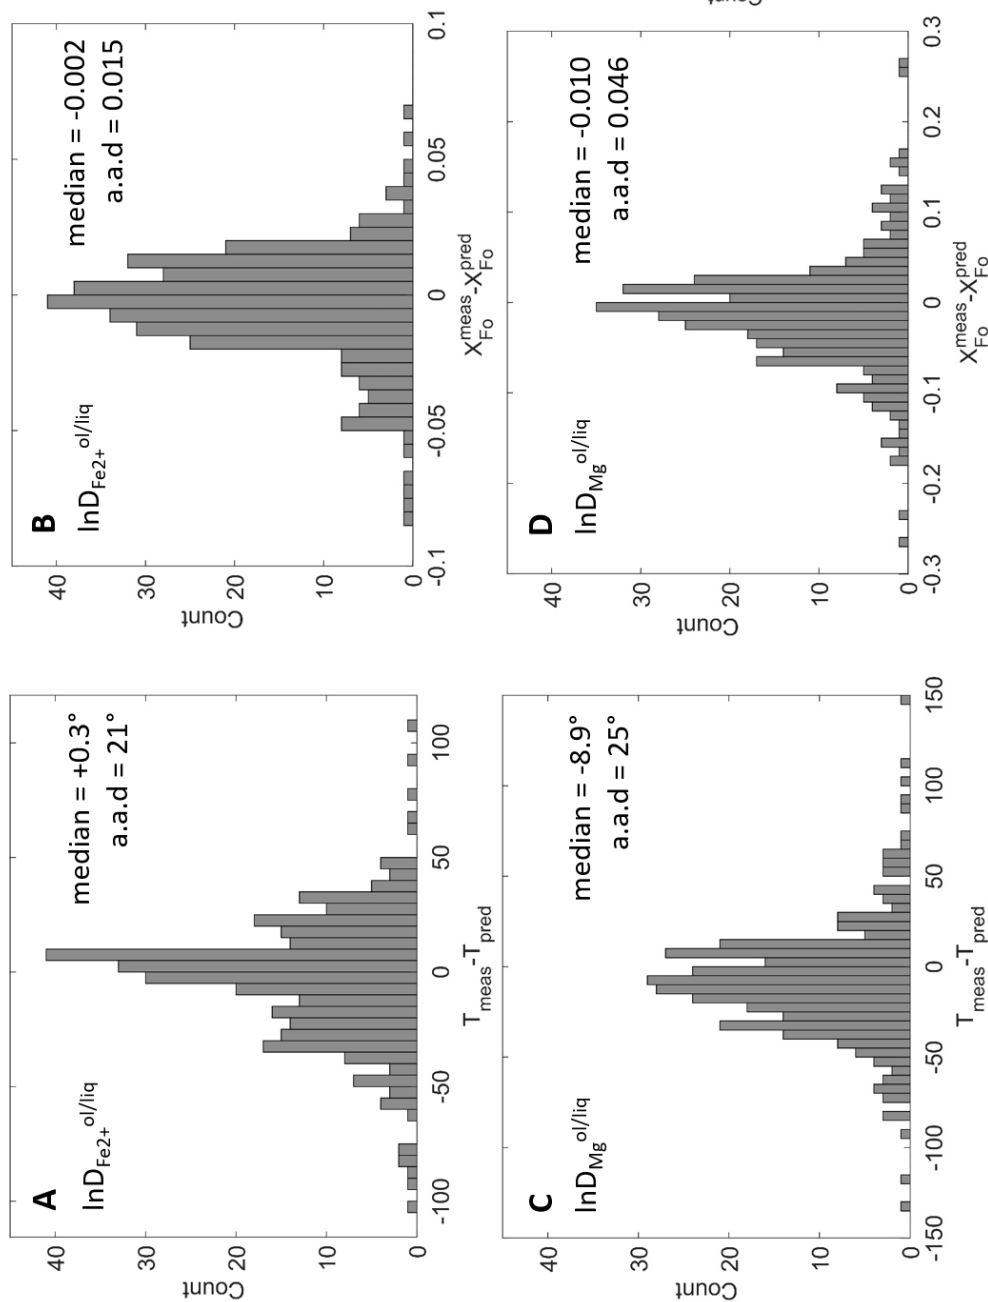 A
lnD_Fe2+^ol/liq
median = +0.3°
a.a.d = 21°
Count
0
10
20
30
40
-100
-50
0
50
100
T_meas-T_pred
B
lnD_Fe2+^ol/liq
median = -0.002
a.a.d = 0.015
Count
0
10
20
30
40
-0.1
-0.05
0
0.05
0.1
X_Fo^meas-X_Fo^pred
C
lnD_Mg^ol/liq
median = -8.9°
a.a.d = 25°
Count
0
10
20
30
40
-150
-100
-50
0
50
100
150
T_meas-T_pred
D
lnD_Mg^ol/liq
median = -0.010
a.a.d = 0.046
Count
0
10
20
30
40
-0.3
-0.2
-0.1
0
0.1
0.2
0.3
X_Fo^meas-X_Fo^pred